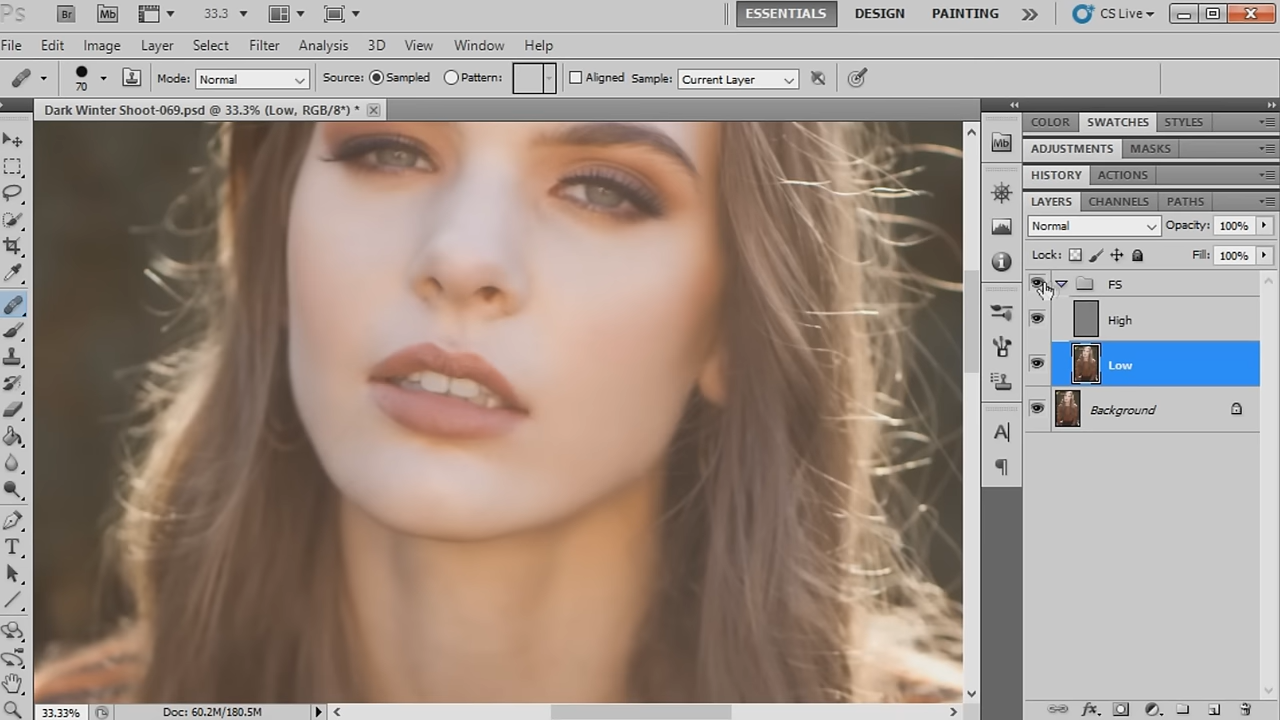 Ps Br Mb 33.3 ESSENTIALS DESIGN PAINTING CS Live
File Edit Image Layer Select Filter Analysis 3D View Window Help
70 Mode: Normal Source: Sampled Pattern: Aligned Sample: Current Layer
Dark Winter Shoot-069.psd @ 33.3% (Low, RGB/8*) *
COLOR SWATCHES STYLES
Mb
ADJUSTMENTS MASKS
HISTORY ACTIONS
LAYERS CHANNELS PATHS
Normal Opacity: 100%
Lock: Fill: 100%
FS
High
Low
Background
A
T
33.33% Doc: 60.2M/180.5M
fx